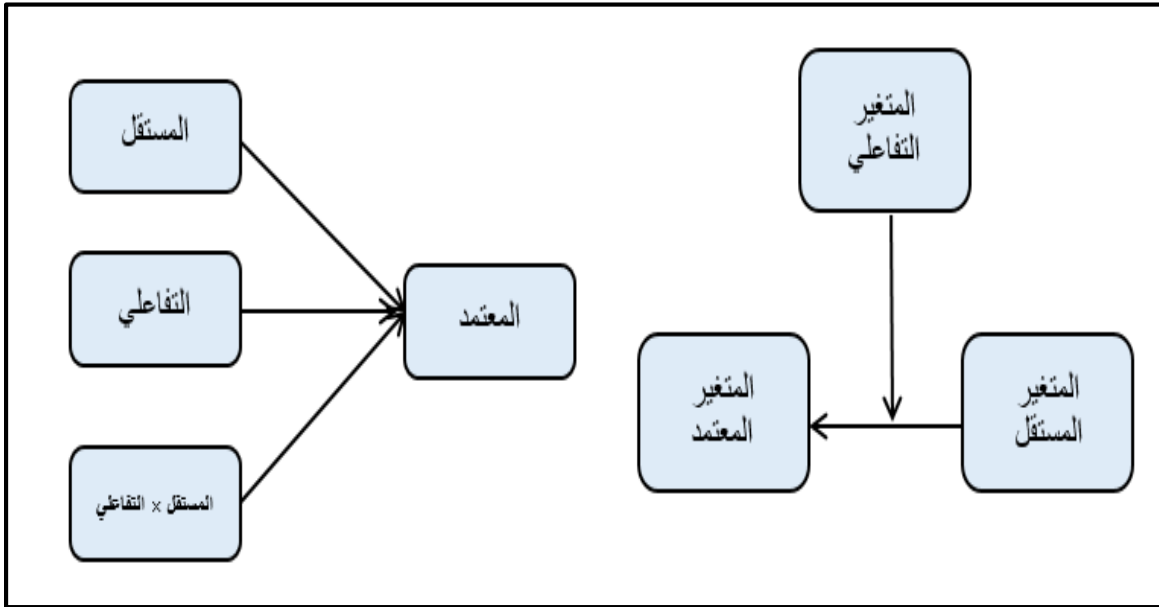 المتغير
التفاعلي
المتغير
المستقل
المتغير
المعتمد
المستقل
التفاعلي
المستقل × التفاعلي
المعتمد